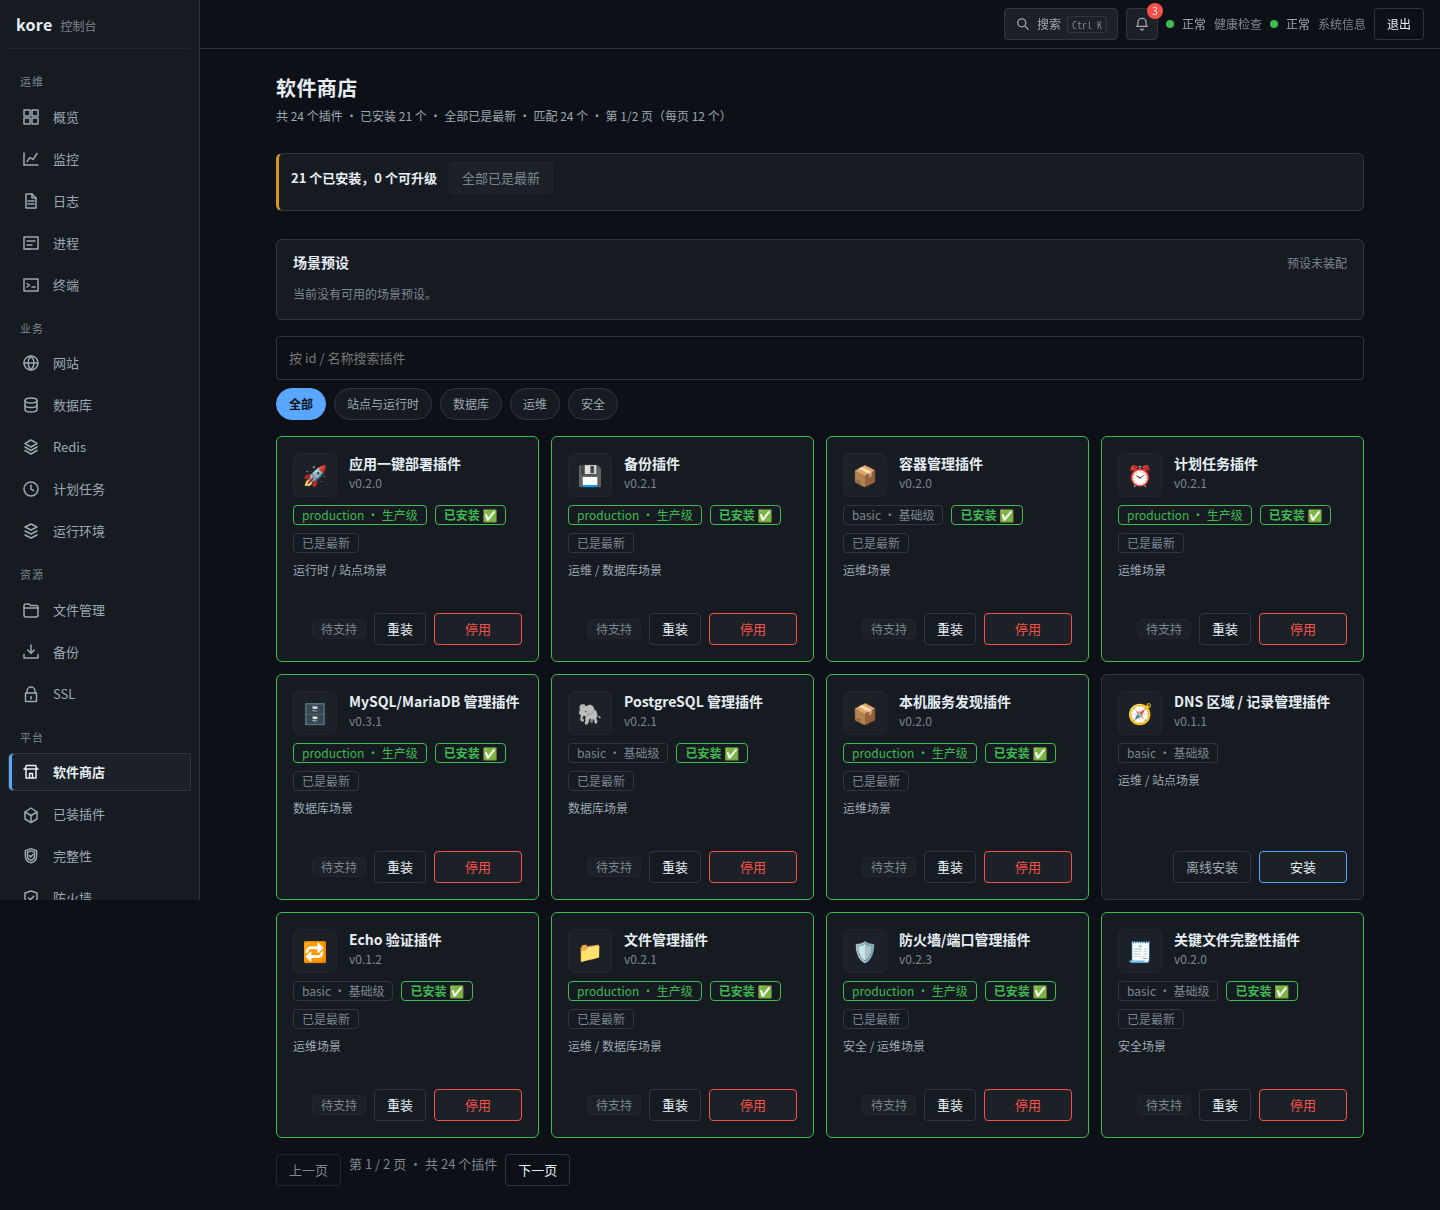 kore 控制台
搜索 Ctrl K
3
正常 健康检查
正常 系统信息
退出
运维
概览
监控
日志
进程
终端
业务
网站
数据库
Redis
计划任务
运行环境
资源
文件管理
备份
SSL
平台
软件商店
已装插件
完整性
防火墙
软件商店
共 24 个插件 · 已安装 21 个 · 全部已是最新 · 匹配 24 个 · 第 1/2 页（每页 12 个）
21 个已安装，0 个可升级 全部已是最新
场景预设
预设未装配
当前没有可用的场景预设。
按 id / 名称搜索插件
全部 站点与运行时 数据库 运维 安全
应用一键部署插件
v0.2.0
production · 生产级 已安装 ✅
已是最新
运行时 / 站点场景
待支持 重装 停用
备份插件
v0.2.1
production · 生产级 已安装 ✅
已是最新
运维 / 数据库场景
待支持 重装 停用
容器管理插件
v0.2.0
basic · 基础级 已安装 ✅
已是最新
运维场景
待支持 重装 停用
计划任务插件
v0.2.1
production · 生产级 已安装 ✅
已是最新
运维场景
待支持 重装 停用
MySQL/MariaDB 管理插件
v0.3.1
production · 生产级 已安装 ✅
已是最新
数据库场景
待支持 重装 停用
PostgreSQL 管理插件
v0.2.1
basic · 基础级 已安装 ✅
已是最新
数据库场景
待支持 重装 停用
本机服务发现插件
v0.2.0
production · 生产级 已安装 ✅
已是最新
运维场景
待支持 重装 停用
DNS 区域 / 记录管理插件
v0.1.1
basic · 基础级
运维 / 站点场景
离线安装 安装
Echo 验证插件
v0.1.2
basic · 基础级 已安装 ✅
已是最新
运维场景
待支持 重装 停用
文件管理插件
v0.2.1
production · 生产级 已安装 ✅
已是最新
运维 / 数据库场景
待支持 重装 停用
防火墙/端口管理插件
v0.2.3
production · 生产级 已安装 ✅
已是最新
安全 / 运维场景
待支持 重装 停用
关键文件完整性插件
v0.2.0
basic · 基础级 已安装 ✅
已是最新
安全场景
待支持 重装 停用
上一页 第 1 / 2 页 · 共 24 个插件 下一页